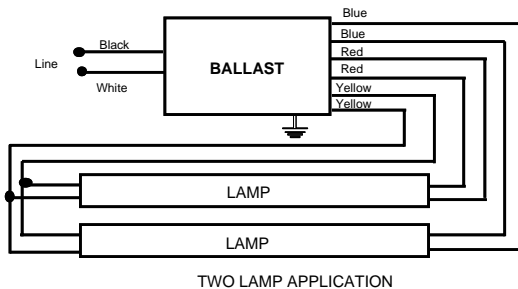 Blue
Blue
Black
Red
Line
BALLAST
Red
White
Yellow
Yellow
LAMP
LAMP
TWO LAMP APPLICATION